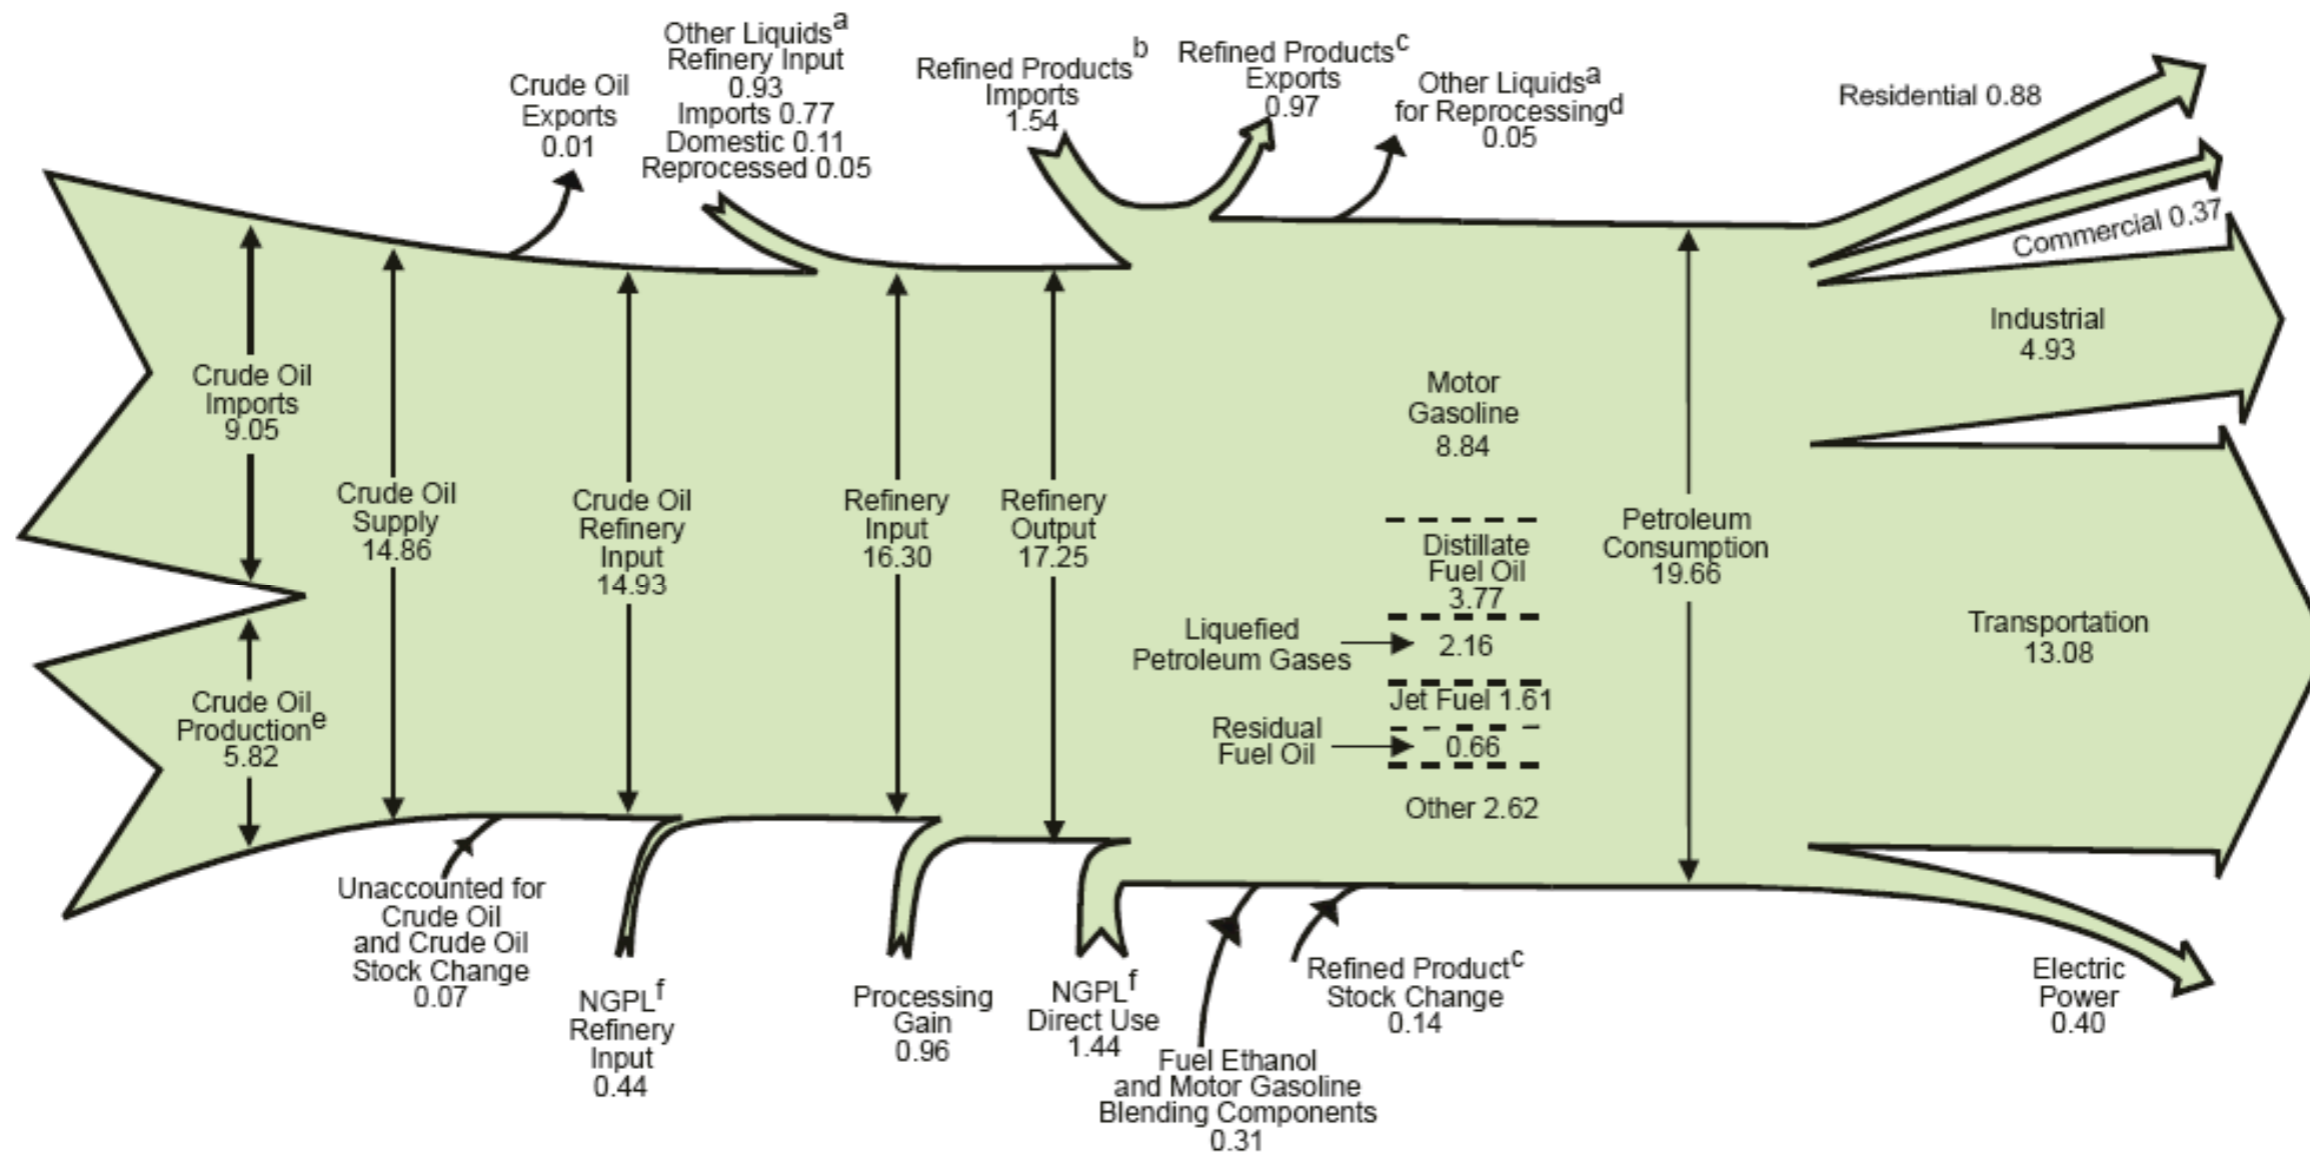 Crude Oil
Exports
0.01
Other Liquidsa
Refinery Input
0.93
Imports 0.77
Domestic 0.11
Reprocessed 0.05
Refined Productsb
Imports
1.54
Refined Productsc
Exports
0.97
Other Liquidsa
for Reprocessingd
0.05
Residential 0.88
Commercial 0.37
Industrial
4.93
Transportation
13.08
Electric
Power
0.40
Crude Oil
Imports
9.05
Crude Oil
Productione
5.82
Crude Oil
Supply
14.86
Crude Oil
Refinery
Input
14.93
Refinery
Input
16.30
Refinery
Output
17.25
Motor
Gasoline
8.84
Distillate
Fuel Oil
3.77
Liquefied
Petroleum Gases
2.16
Jet Fuel 1.61
Residual
Fuel Oil
0.66
Other 2.62
Petroleum
Consumption
19.66
Unaccounted for
Crude Oil
and Crude Oil
Stock Change
0.07
NGPLf
Refinery
Input
0.44
Processing
Gain
0.96
NGPLf
Direct Use
1.44
Fuel Ethanol
and Motor Gasoline
Blending Components
0.31
Refined Productc
Stock Change
0.14